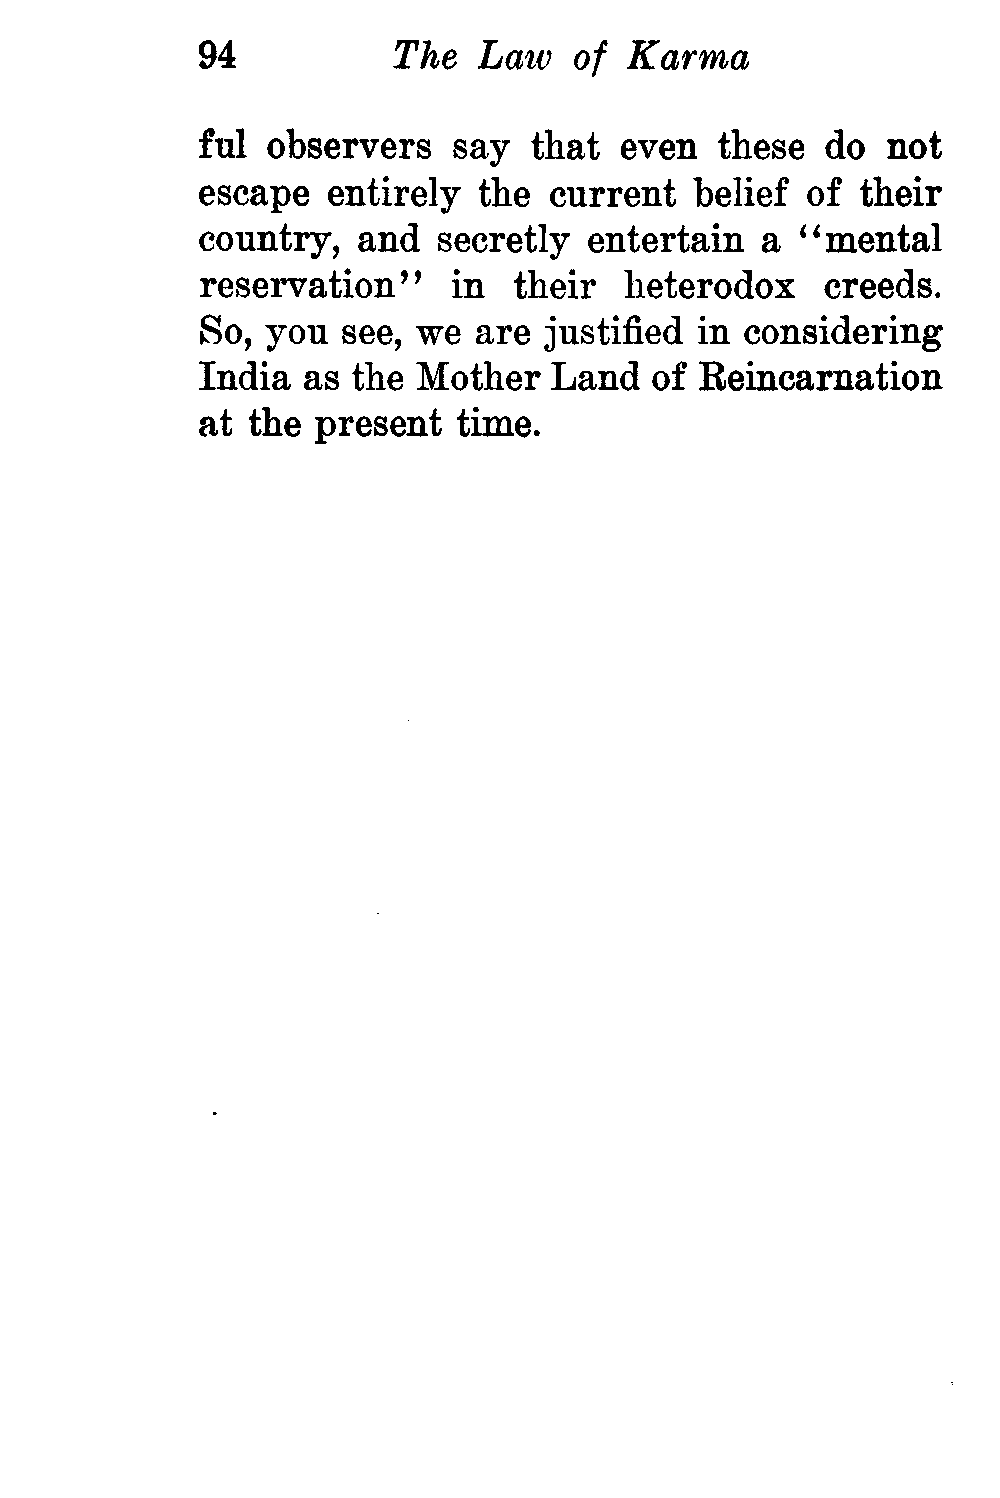 94 The Law of Karma
ful observers say that even these do not
escape entirely the current belief of their
country, and secretly entertain a “mental
reservation” in their heterodox creeds.
So, you see, we are justified in considering
India as the Mother Land of Reincarnation
at the present time.